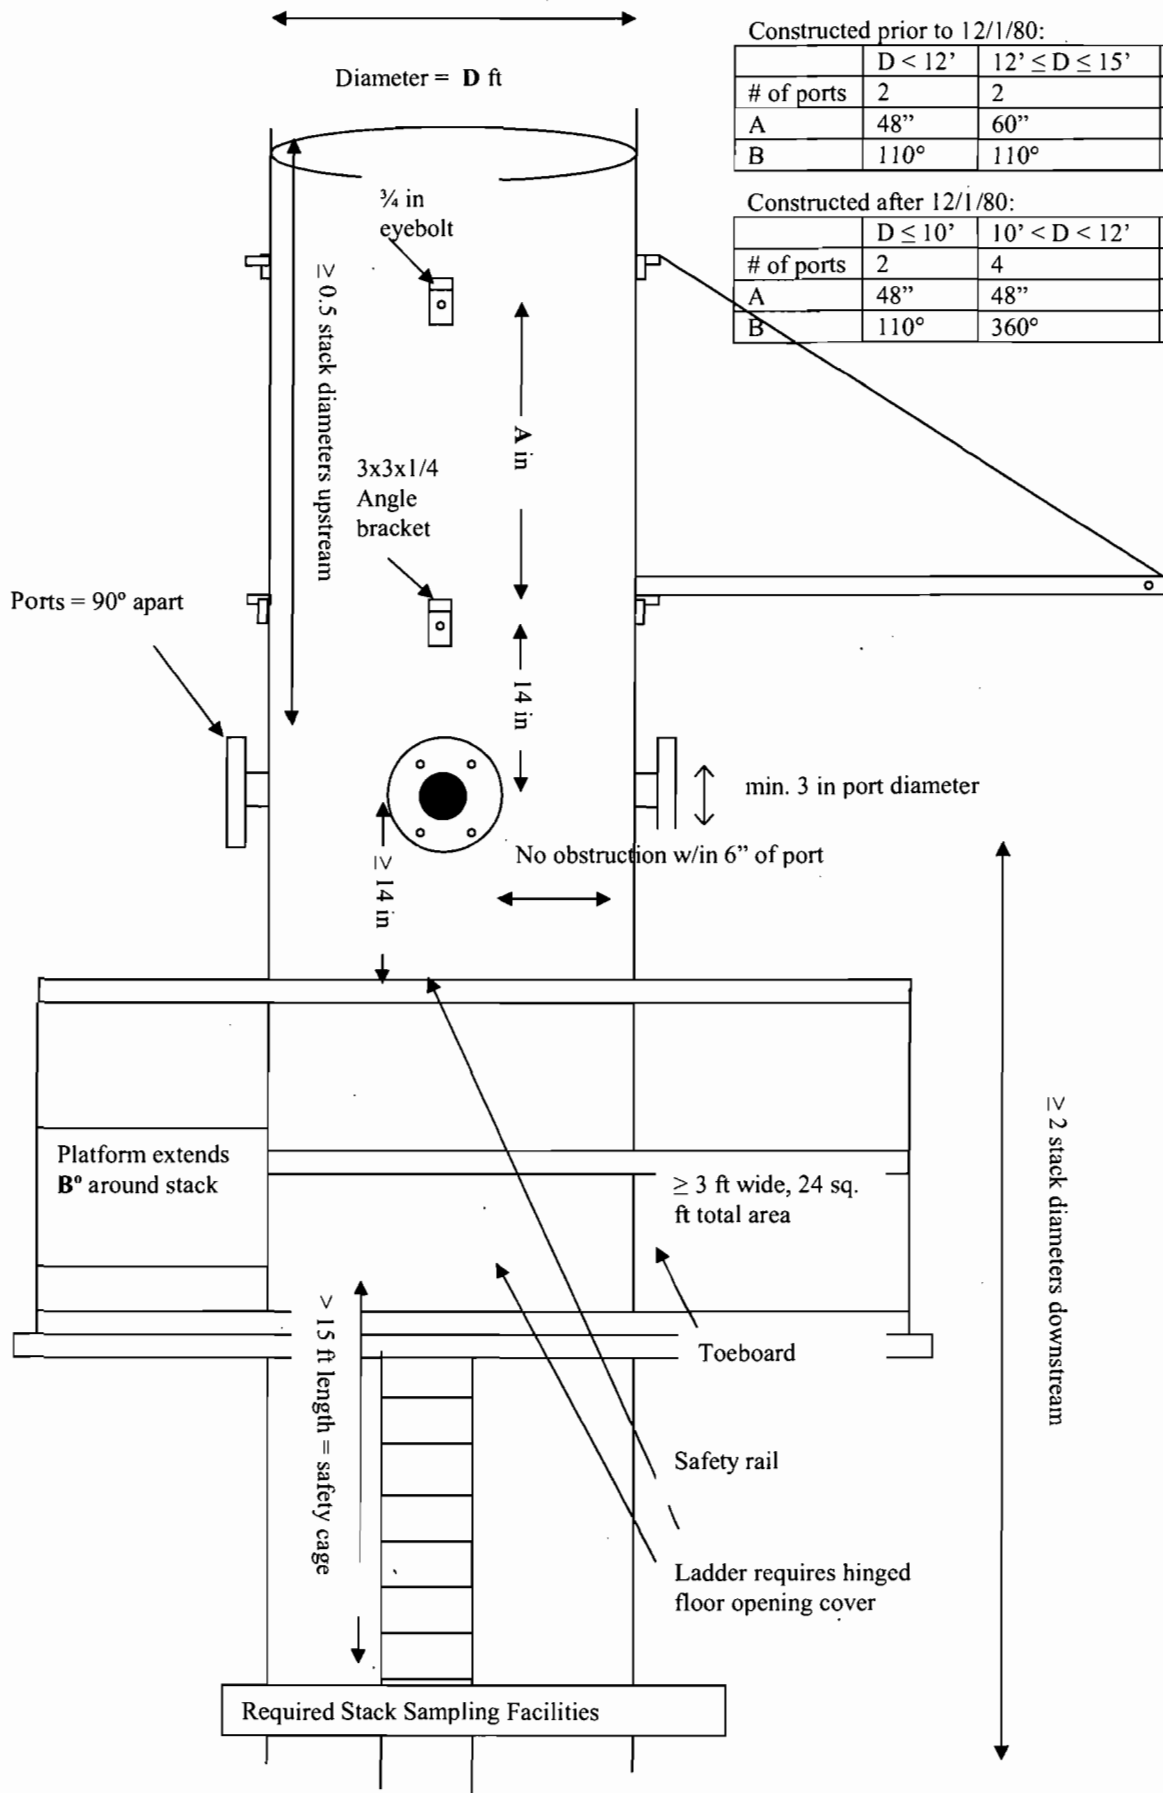 Constructed prior to 12/1/80:
D < 12’ 12’ ≤ D ≤ 15’
# of ports 2 2
A 48” 60”
B 110° 110°
Constructed after 12/1/80:
D ≤ 10’ 10’ < D < 12’
# of ports 2 4
A 48” 48”
B 110° 360°
Diameter = D ft
¾ in
eyebolt
≥ 0.5 stack diameters upstream
A in
3x3x1/4
Angle
bracket
Ports = 90° apart
14 in
min. 3 in port diameter
No obstruction w/in 6” of port
≥ 14 in
Platform extends
B° around stack
≥ 3 ft wide, 24 sq.
ft total area
≥ 2 stack diameters downstream
> 15 ft length = safety cage
Toeboard
Safety rail
Ladder requires hinged
floor opening cover
Required Stack Sampling Facilities